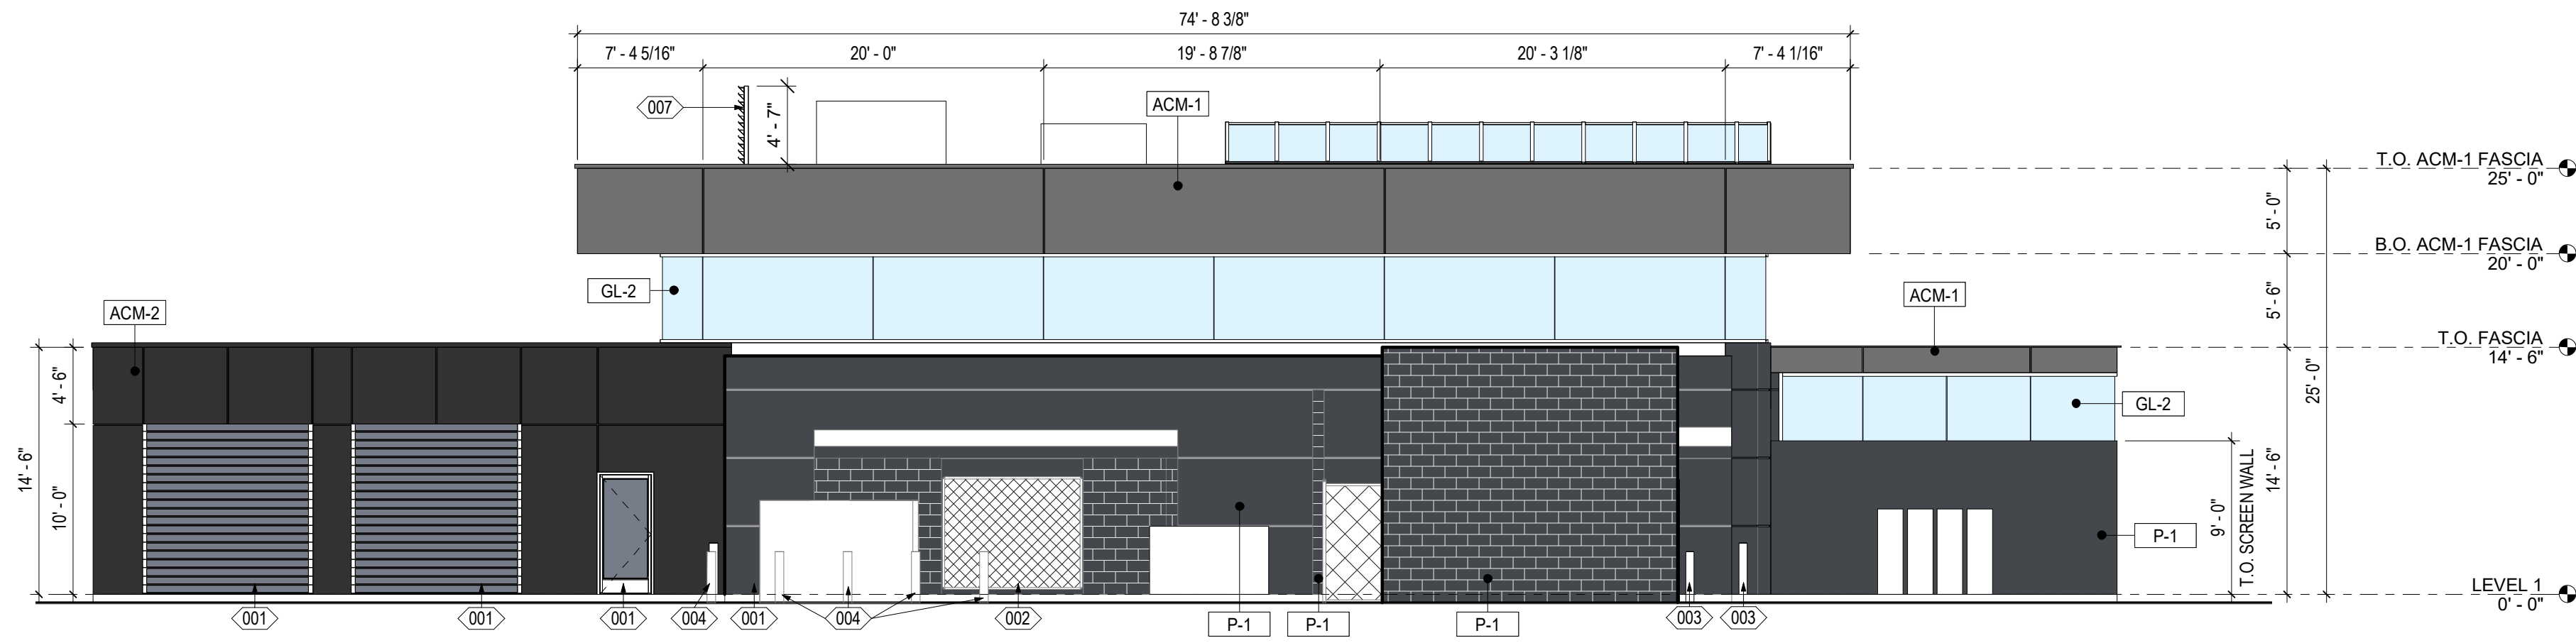 74' - 8 3/8"
7' - 4 5/16"
20' - 0"
19' - 8 7/8"
20' - 3 1/8"
7' - 4 1/16"
007
4' - 7"
ACM-1
T.O. ACM-1 FASCIA
25' - 0"
5' - 0"
B.O. ACM-1 FASCIA
20' - 0"
GL-2
ACM-1
5' - 6"
ACM-2
T.O. FASCIA
14' - 6"
25' - 0"
4' - 6"
GL-2
14' - 6"
10' - 0"
9' - 0"
T.O. SCREEN WALL
14' - 6"
P-1
LEVEL 1
0' - 0"
001
001
001
004
001
004
002
P-1
P-1
P-1
003
003